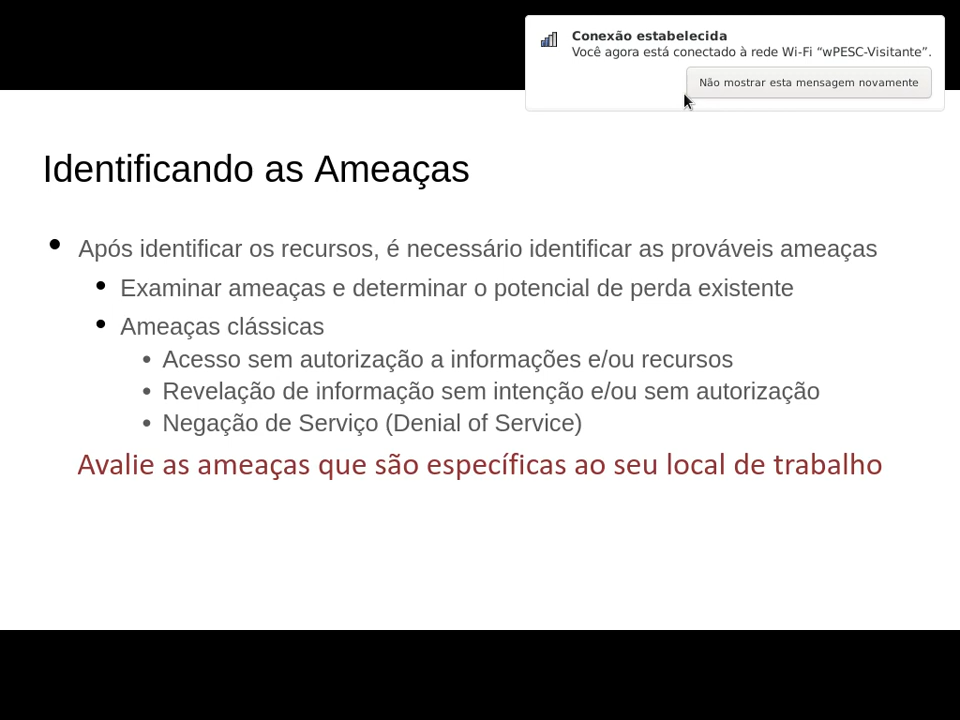 Conexão estabelecida
Você agora está conectado à rede Wi-Fi “wPESC-Visitante”.
Não mostrar esta mensagem novamente
Identificando as Ameaças
• Após identificar os recursos, é necessário identificar as prováveis ameaças
• Examinar ameaças e determinar o potencial de perda existente
• Ameaças clássicas
• Acesso sem autorização a informações e/ou recursos
• Revelação de informação sem intenção e/ou sem autorização
• Negação de Serviço (Denial of Service)
Avalie as ameaças que são específicas ao seu local de trabalho